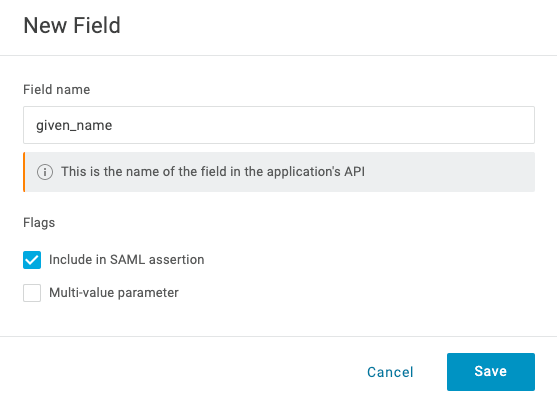 New Field
Field name
given_name
This is the name of the field in the application's API
Flags
Include in SAML assertion
Multi-value parameter
Cancel
Save